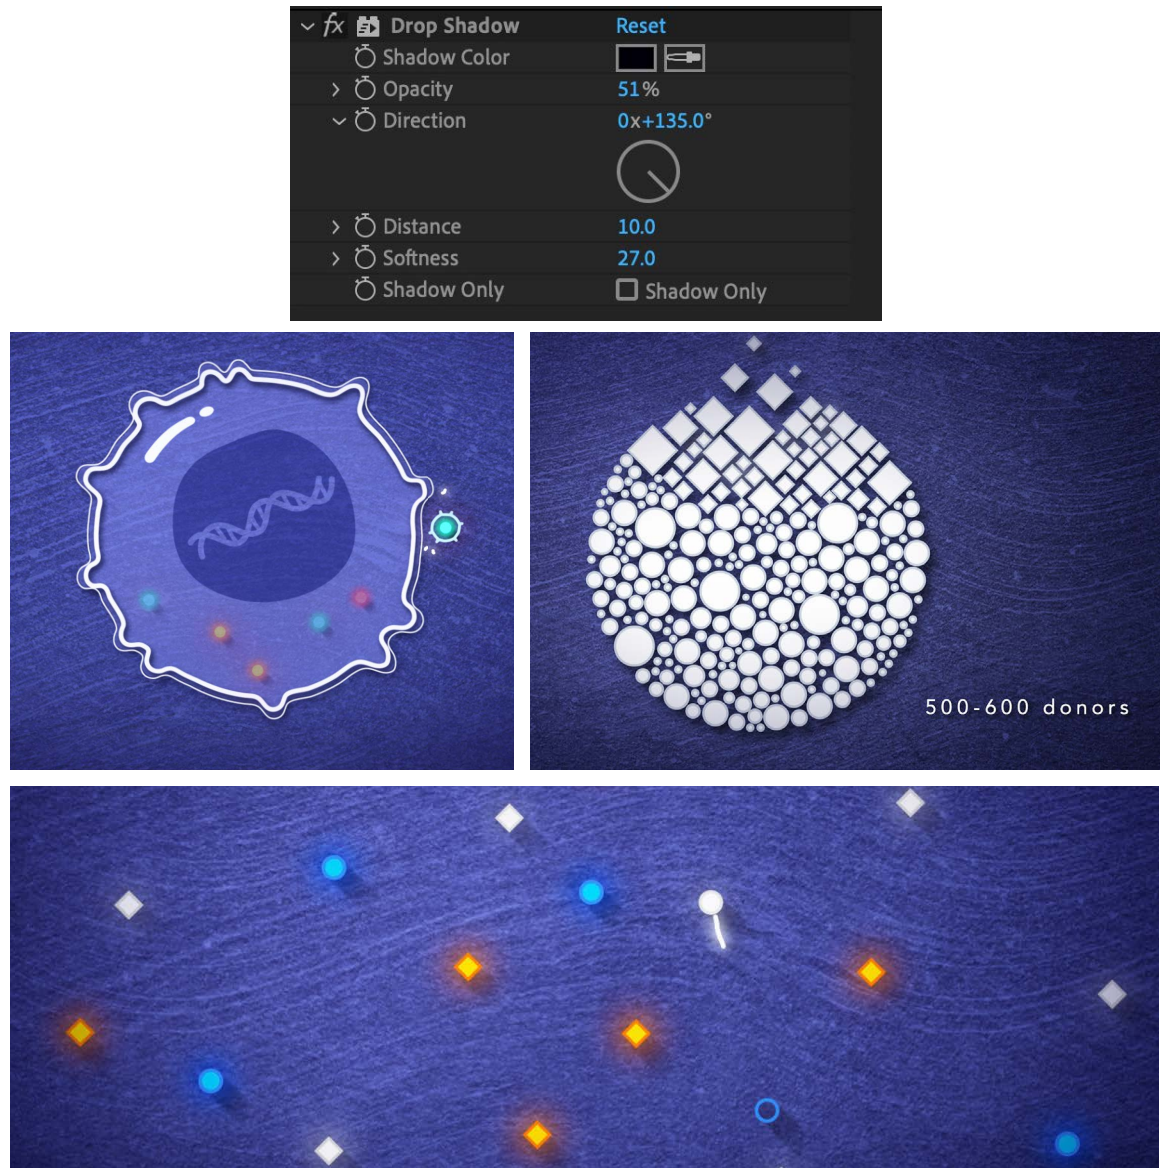 fx Drop Shadow Reset
Shadow Color
Opacity 51%
Direction 0x+135.0°
Distance 10.0
Softness 27.0
Shadow Only Shadow Only
500-600 donors